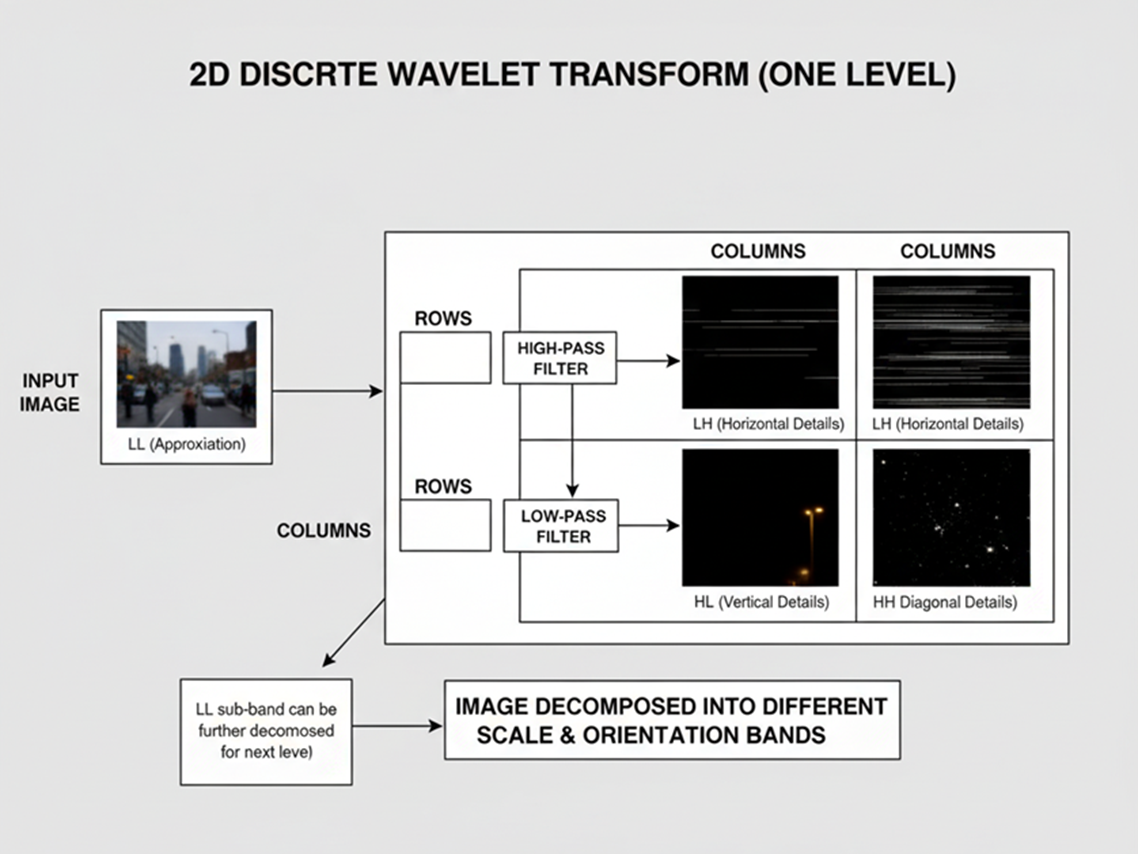 2D DISCRTE WAVELET TRANSFORM (ONE LEVEL)
COLUMNS
COLUMNS
ROWS
HIGH-PASS
FILTER
INPUT
IMAGE
LL (Approxiation)
LH (Horizontal Details)
LH (Horizontal Details)
ROWS
COLUMNS
LOW-PASS
FILTER
HL (Vertical Details)
HH Diagonal Details)
LL sub-band can be
further decomosed
for next leve)
IMAGE DECOMPOSED INTO DIFFERENT
SCALE & ORIENTATION BANDS